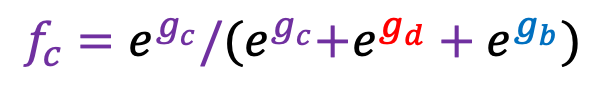 f_c = e^{g_c}/(e^{g_c}+e^{g_d} + e^{g_b})